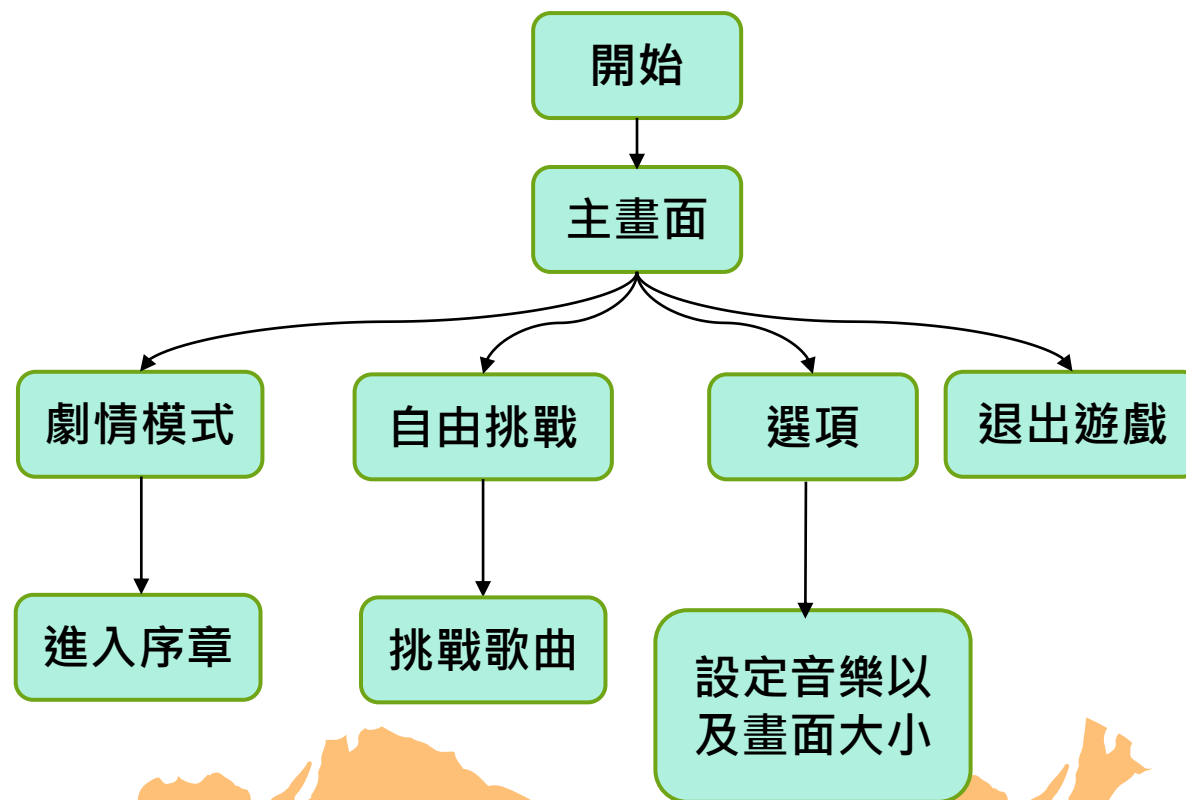 開始
主畫面
劇情模式
自由挑戰
選項
退出遊戲
進入序章
挑戰歌曲
設定音樂以
及畫面大小